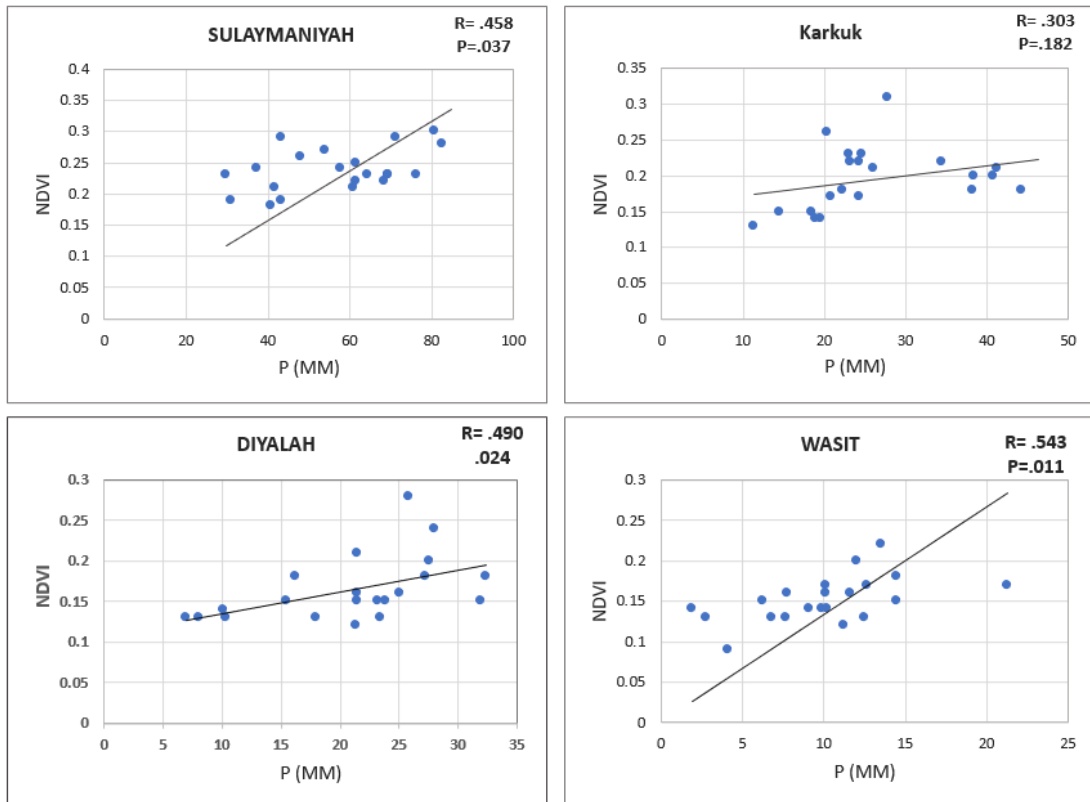 SULAYMANIYAH
R= .458
P=.037
0.4
0.35
0.3
0.25
0.2
0.15
0.1
0.05
0
NDVI
0 20 40 60 80 100
P (MM)
Karkuk
R= .303
P=.182
0.35
0.3
0.25
0.2
0.15
0.1
0.05
0
NDVI
0 10 20 30 40 50
P (MM)
DIYALAH
R= .490
.024
0.3
0.25
0.2
0.15
0.1
0.05
0
NDVI
0 5 10 15 20 25 30 35
P (MM)
WASIT
R= .543
P=.011
0.3
0.25
0.2
0.15
0.1
0.05
0
NDVI
0 5 10 15 20 25
P (MM)